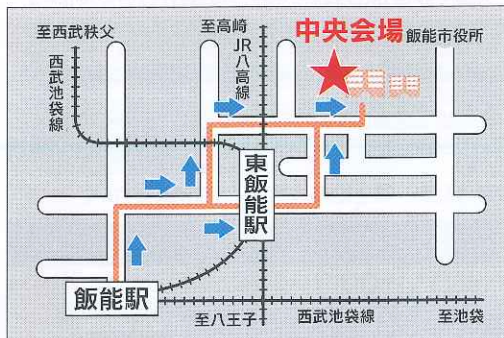 至西武秩父
至高崎
中央会場
飯能市役所
西武池袋線
JR八高線
東飯能駅
飯能駅
至八王子
西武池袋線
至池袋